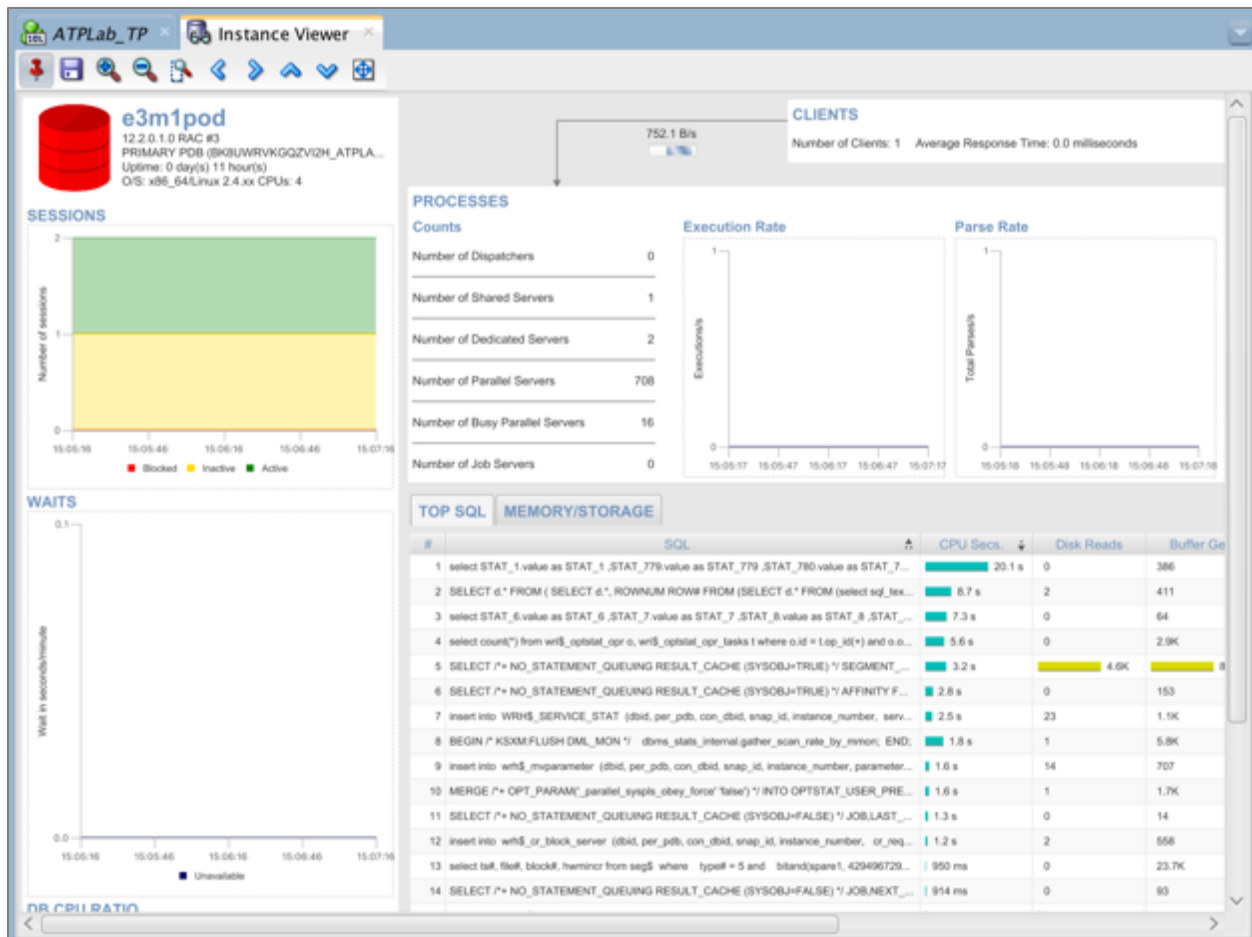 ATPLab_TP
Instance Viewer
e3m1pod
12.2.0.1.0 RAC #3
PRIMARY PDB (BK8UWRVKGQZVI2H_ATPLA...
Uptime: 0 day(s) 11 hour(s)
O/S: x86_64/Linux 2.4.xx CPUs: 4
752.1 B/s
CLIENTS
Number of Clients: 1 Average Response Time: 0.0 milliseconds
SESSIONS
Number of sessions
2
1
0
15:05:16 15:05:46 15:06:16 15:06:46 15:07:16
Blocked Inactive Active
WAITS
Wait in seconds/minute
0.1
0.0
15:05:16 15:05:46 15:06:16 15:06:46 15:07:16
Unavailable
DB CPU RATIO
PROCESSES
Counts
Number of Dispatchers 0
Number of Shared Servers 1
Number of Dedicated Servers 2
Number of Parallel Servers 708
Number of Busy Parallel Servers 16
Number of Job Servers 0
Execution Rate
Executions/s
1
0
15:05:17 15:05:47 15:06:17 15:06:47 15:07:17
Parse Rate
Total Parses/s
1
0
15:05:18 15:05:48 15:06:18 15:06:48 15:07:18
TOP SQL MEMORY/STORAGE
# SQL CPU Secs. Disk Reads Buffer Ge
1 select STAT_1.value as STAT_1 ,STAT_779.value as STAT_779 ,STAT_780.value as STAT_7... 20.1 s 0 386
2 SELECT d.* FROM ( SELECT d.*, ROWNUM ROW# FROM (SELECT d.* FROM (select sql_tex... 8.7 s 2 411
3 select STAT_6.value as STAT_6 ,STAT_7.value as STAT_7 ,STAT_8.value as STAT_8 ,STAT_... 7.3 s 0 64
4 select count(*) from wri$_optstat_opr o, wri$_optstat_opr_tasks t where o.id = t.op_id(+) and o.o... 5.6 s 0 2.9K
5 SELECT /*+ NO_STATEMENT_QUEUING RESULT_CACHE (SYSOBJ=TRUE) */ SEGMENT_... 3.2 s 4.6K 8
6 SELECT /*+ NO_STATEMENT_QUEUING RESULT_CACHE (SYSOBJ=TRUE) */ AFFINITY F... 2.8 s 0 153
7 insert into WRH$_SERVICE_STAT (dbid, per_pdb, con_dbid, snap_id, instance_number, serv... 2.5 s 23 1.1K
8 BEGIN /* KSXM:FLUSH DML_MON */ dbms_stats_internal.gather_scan_rate_by_mmon; END; 1.8 s 1 5.8K
9 insert into wrh$_mvparameter (dbid, per_pdb, con_dbid, snap_id, instance_number, parameter... 1.6 s 14 707
10 MERGE /*+ OPT_PARAM('_parallel_syspls_obey_force' 'false') */ INTO OPTSTAT_USER_PRE... 1.6 s 1 1.7K
11 SELECT /*+ NO_STATEMENT_QUEUING RESULT_CACHE (SYSOBJ=FALSE) */ JOB,LAST_... 1.3 s 0 14
12 insert into wrh$_cr_block_server (dbid, per_pdb, con_dbid, snap_id, instance_number, cr_req... 1.2 s 2 558
13 select ts#, file#, block#, hwmincr from seg$ where type# = 5 and bitand(spare1, 429496729... 950 ms 0 23.7K
14 SELECT /*+ NO_STATEMENT_QUEUING RESULT_CACHE (SYSOBJ=FALSE) */ JOB,NEXT_... 914 ms 0 93